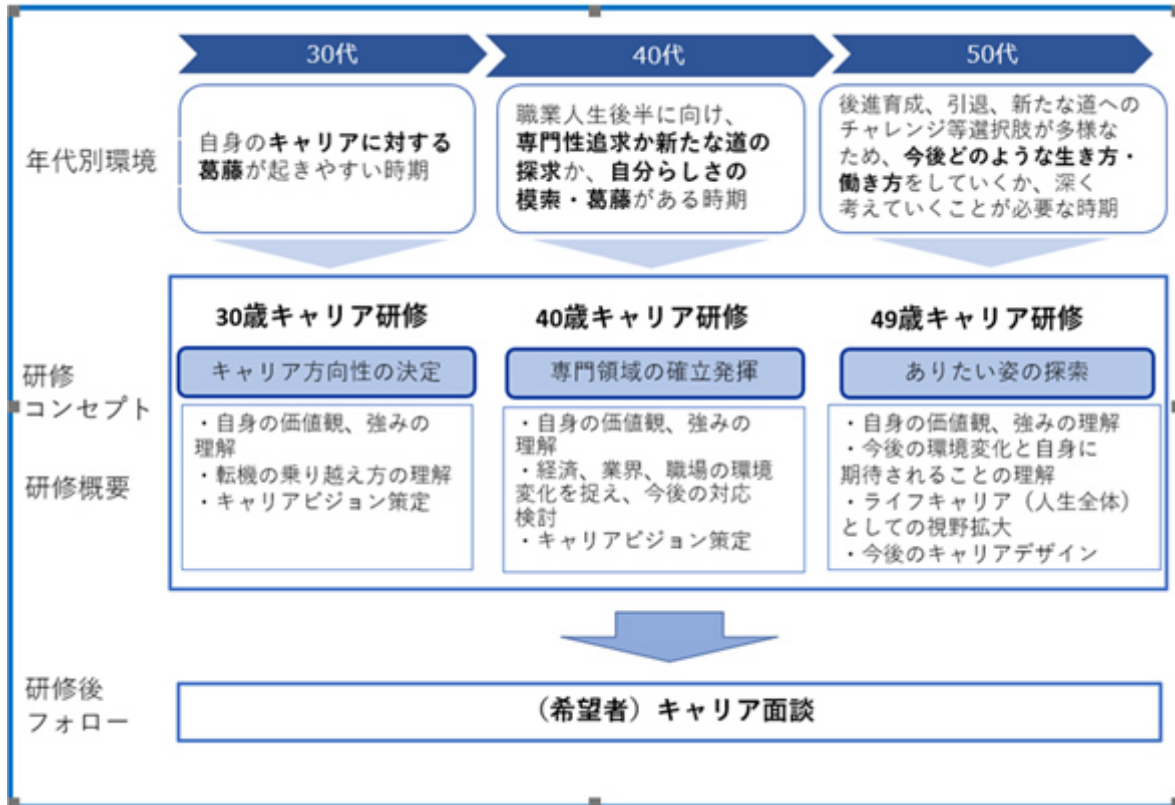 30代
40代
50代
年代別環境
自身のキャリアに対する
葛藤が起きやすい時期
職業人生後半に向け、
専門性追求か新たな道の
探求か、自分らしさの
模索・葛藤がある時期
後進育成、引退、新たな道への
チャレンジ等選択肢が多様な
ため、今後どのような生き方・
働き方をしていくか、深く
考えていくことが必要な時期
30歳キャリア研修
40歳キャリア研修
49歳キャリア研修
研修
コンセプト
キャリア方向性の決定
専門領域の確立発揮
ありたい姿の探索
研修概要
・自身の価値観、強みの
理解
・転機の乗り越え方の理解
・キャリアビジョン策定
・自身の価値観、強みの
理解
・経済、業界、職場の環境
変化を捉え、今後の対応
検討
・キャリアビジョン策定
・自身の価値観、強みの理解
・今後の環境変化と自身に
期待されることの理解
・ライフキャリア（人生全体）
としての視野拡大
・今後のキャリアデザイン
研修後
フォロー
（希望者）キャリア面談